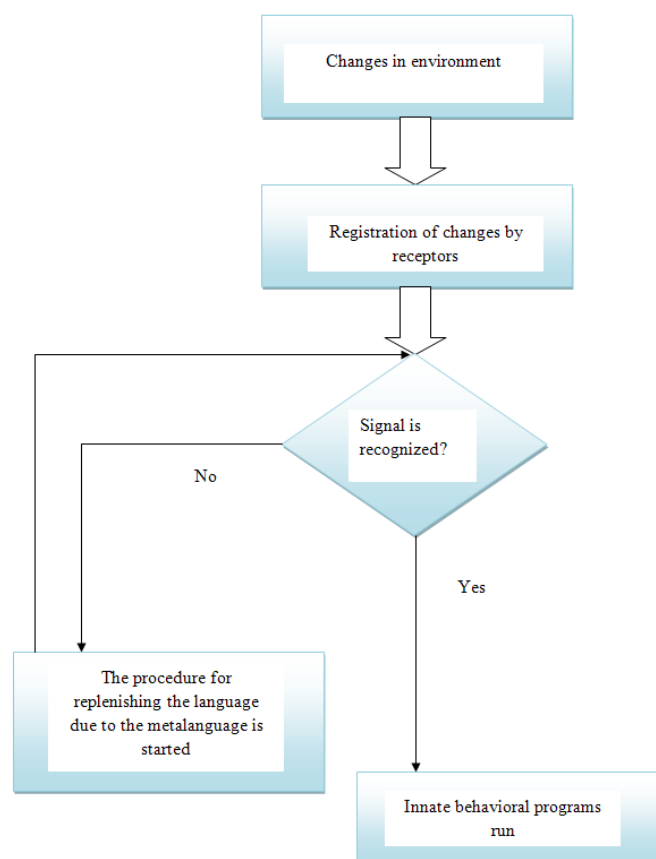 Changes in environment
Registration of changes by
receptors
Signal is
recognized?
No
Yes
The procedure for
replenishing the language
due to the metalanguage is
started
Innate behavioral programs
run